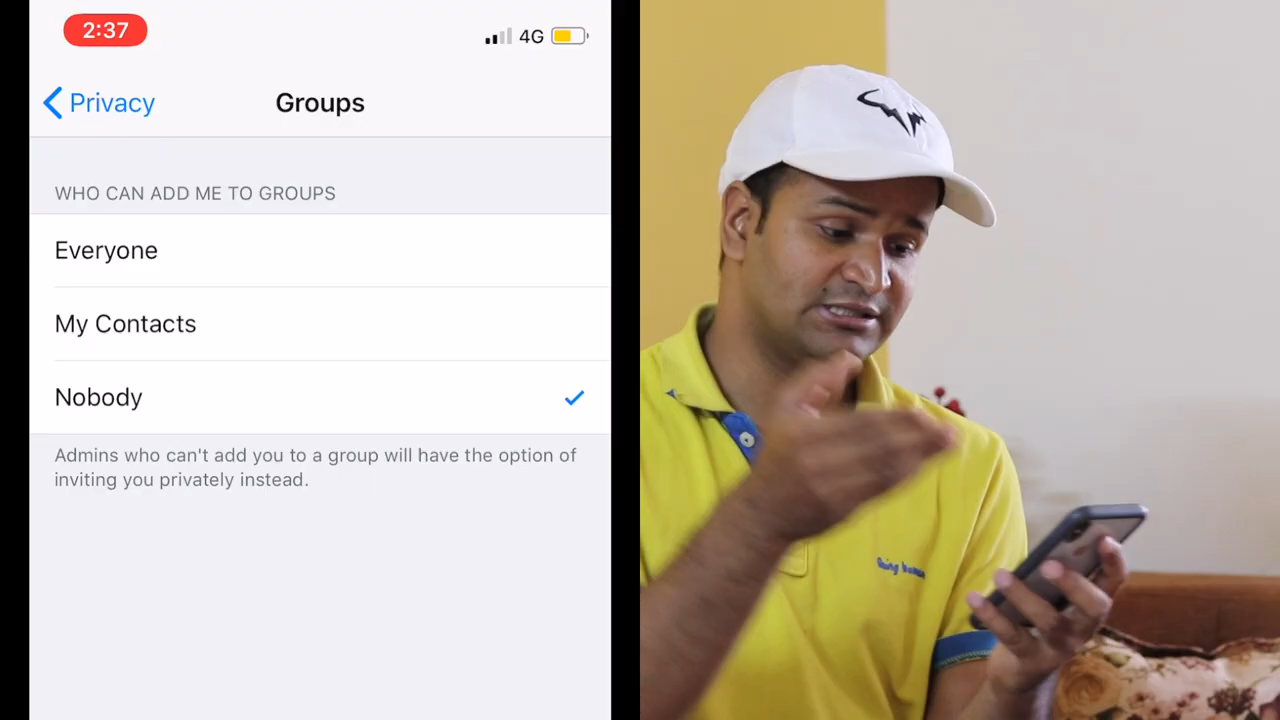 2:37
4G
Privacy
Groups
WHO CAN ADD ME TO GROUPS
Everyone
My Contacts
Nobody
Admins who can't add you to a group will have the option of
inviting you privately instead.